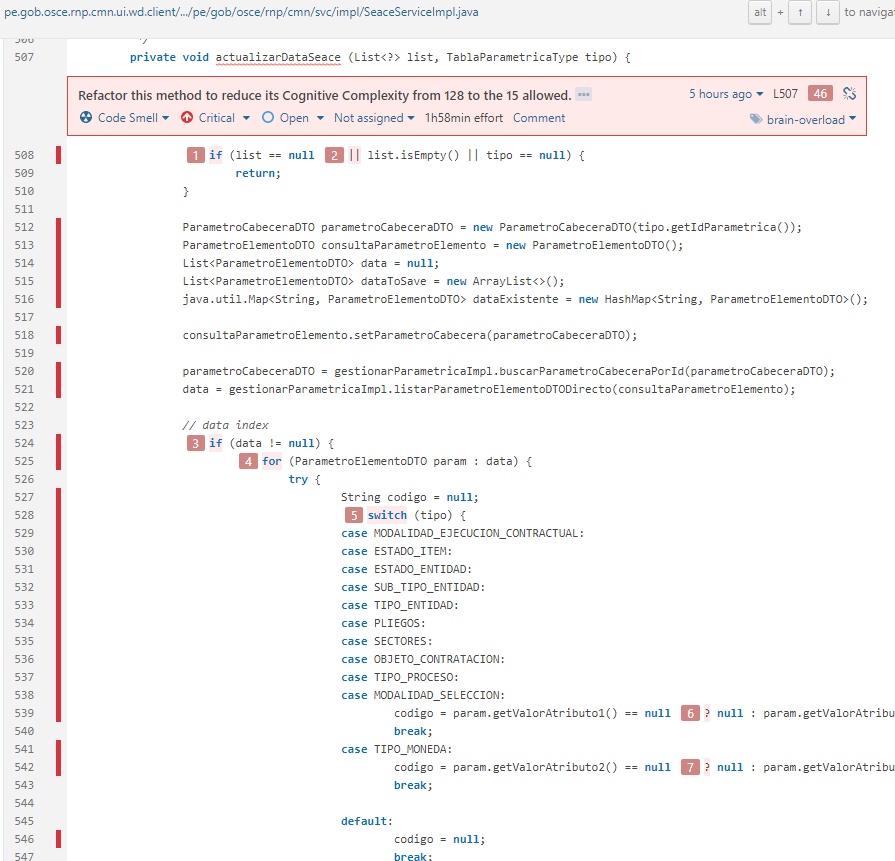 pe.gob.osce.rnp.cmn.ui.wd.client/.../pe/gob/osce/rnp/cmn/svc/impl/SeaceServiceImpl.java alt + ↑ ↓ to naviga
506 */
507 private void actualizarDataSeace (List<?> list, TablaParametricaType tipo) {
Refactor this method to reduce its Cognitive Complexity from 128 to the 15 allowed. ••• 5 hours ago L507 46
Code Smell Critical Open Not assigned 1h58min effort Comment brain-overload
508 1 if (list == null 2 || list.isEmpty() || tipo == null) {
509 return;
510 }
511
512 ParametroCabeceraDTO parametroCabeceraDTO = new ParametroCabeceraDTO(tipo.getIdParametrica());
513 ParametroElementoDTO consultaParametroElemento = new ParametroElementoDTO();
514 List<ParametroElementoDTO> data = null;
515 List<ParametroElementoDTO> dataToSave = new ArrayList<>();
516 java.util.Map<String, ParametroElementoDTO> dataExistente = new HashMap<String, ParametroElementoDTO>();
517
518 consultaParametroElemento.setParametroCabecera(parametroCabeceraDTO);
519
520 parametroCabeceraDTO = gestionarParametricaImpl.buscarParametroCabeceraPorId(parametroCabeceraDTO);
521 data = gestionarParametricaImpl.listarParametroElementoDTODirecto(consultaParametroElemento);
522
523 // data index
524 3 if (data != null) {
525 4 for (ParametroElementoDTO param : data) {
526 try {
527 String codigo = null;
528 5 switch (tipo) {
529 case MODALIDAD_EJECUCION_CONTRACTUAL:
530 case ESTADO_ITEM:
531 case ESTADO_ENTIDAD:
532 case SUB_TIPO_ENTIDAD:
533 case TIPO_ENTIDAD:
534 case PLIEGOS:
535 case SECTORES:
536 case OBJETO_CONTRATACION:
537 case TIPO_PROCESO:
538 case MODALIDAD_SELECCION:
539 codigo = param.getValorAtributo1() == null 6 ? null : param.getValorAtribu
540 break;
541 case TIPO_MONEDA:
542 codigo = param.getValorAtributo2() == null 7 ? null : param.getValorAtribu
543 break;
544
545 default:
546 codigo = null;
547 break;